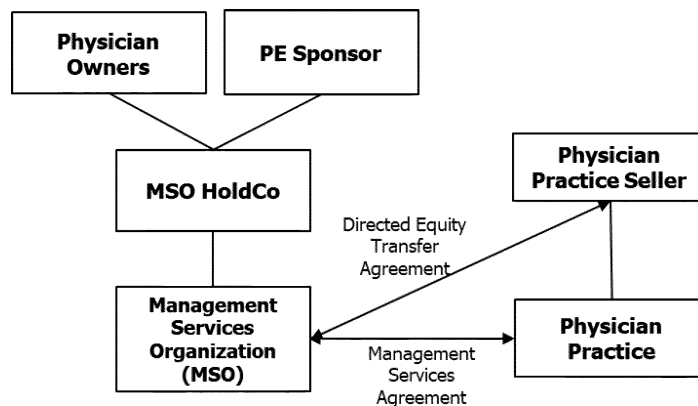 Physician
Owners
PE Sponsor
MSO HoldCo
Physician
Practice Seller
Directed Equity
Transfer
Agreement
Management
Services
Organization
(MSO)
Physician
Practice
Management
Services
Agreement